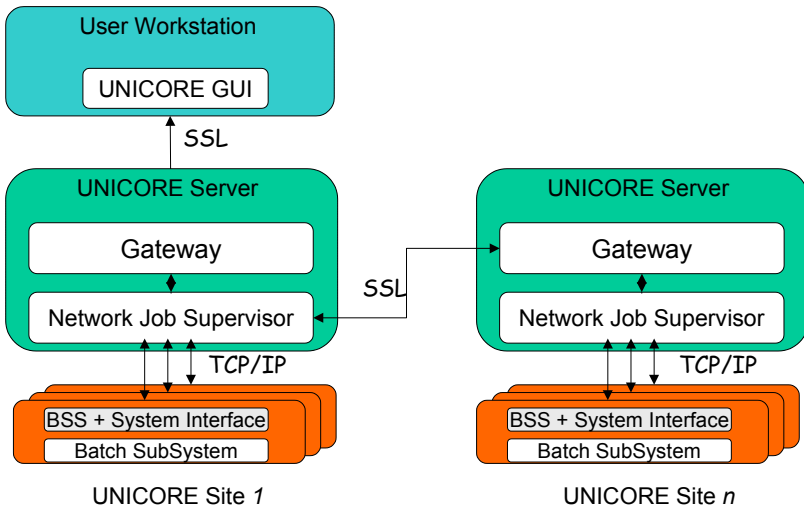 User Workstation
UNICORE GUI
SSL
UNICORE Server
Gateway
Network Job Supervisor
TCP/IP
BSS + System Interface
Batch SubSystem
UNICORE Site 1
SSL
UNICORE Server
Gateway
Network Job Supervisor
TCP/IP
BSS + System Interface
Batch SubSystem
UNICORE Site n